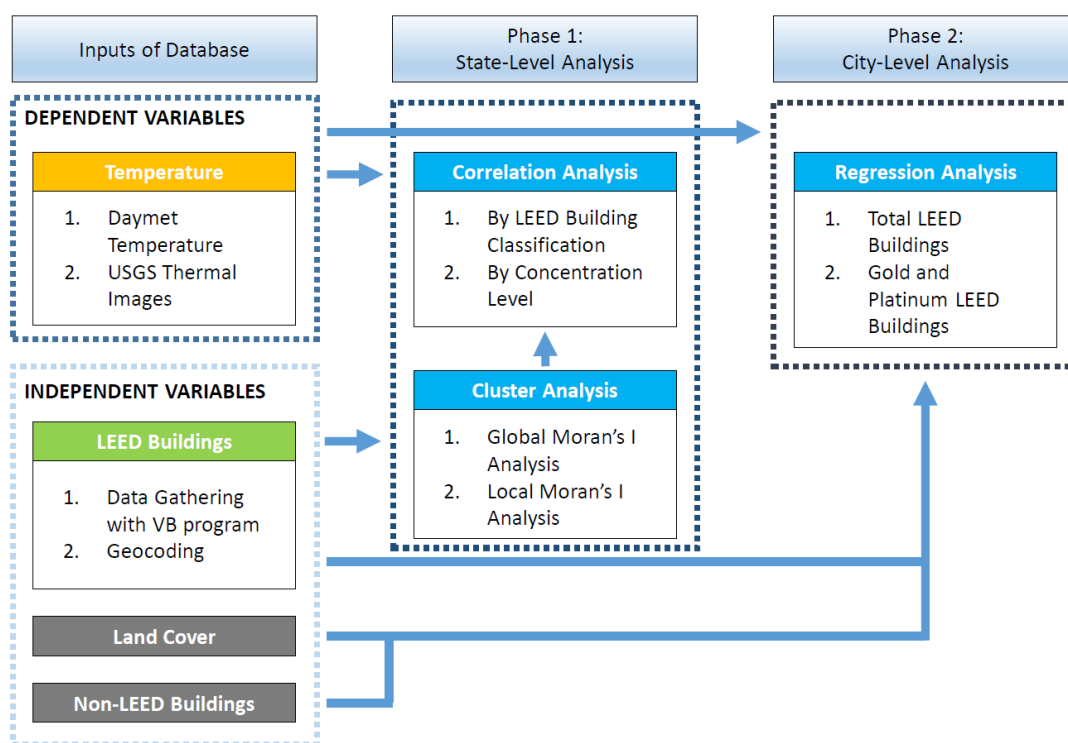 Inputs of Database
Phase 1:
State-Level Analysis
Phase 2:
City-Level Analysis
DEPENDENT VARIABLES
Temperature
1. Daymet
Temperature
2. USGS Thermal
Images
Correlation Analysis
1. By LEED Building
Classification
2. By Concentration
Level
Regression Analysis
1. Total LEED
Buildings
2. Gold and
Platinum LEED
Buildings
INDEPENDENT VARIABLES
LEED Buildings
1. Data Gathering
with VB program
2. Geocoding
Cluster Analysis
1. Global Moran’s I
Analysis
2. Local Moran’s I
Analysis
Land Cover
Non-LEED Buildings